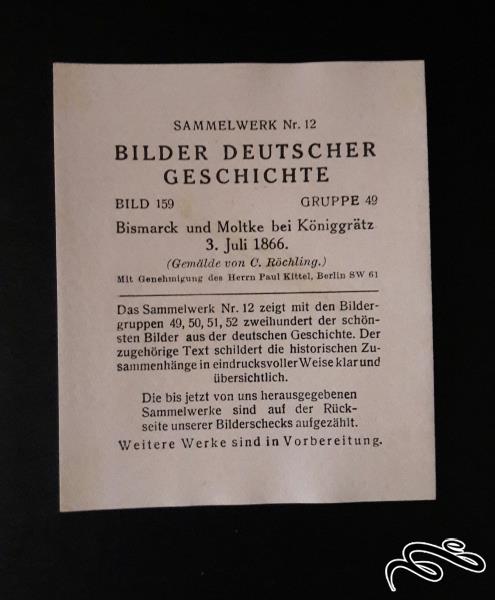 SAMMELWERK Nr. 12
BILDER DEUTSCHER
GESCHICHTE
BILD 159 GRUPPE 49
Bismarck und Moltke bei Königgrätz
3. Juli 1866.
(Gemälde von C. Röchling.)
Mit Genehmigung des Herrn Paul Kittel, Berlin SW 61
Das Sammelwerk Nr. 12 zeigt mit den Bilder-
gruppen 49, 50, 51, 52 zweihundert der schön-
sten Bilder aus der deutschen Geschichte. Der
zugehörige Text schildert die historischen Zu-
sammenhänge in eindrucksvoller Weise klar und
übersichtlich.
Die bis jetzt von uns herausgegebenen
Sammelwerke sind auf der Rück-
seite unserer Bilderschecks aufgezählt.
Weitere Werke sind in Vorbereitung.